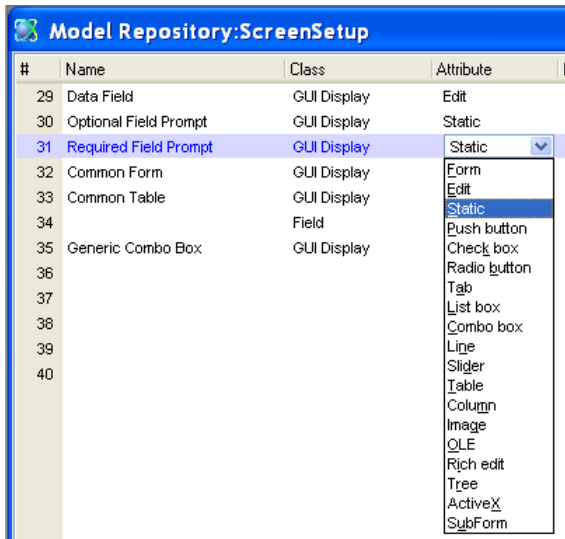 Model Repository:ScreenSetup
# Name Class Attribute
29 Data Field GUI Display Edit
30 Optional Field Prompt GUI Display Static
31 Required Field Prompt GUI Display Static
32 Common Form GUI Display
33 Common Table GUI Display
34 Field
35 Generic Combo Box GUI Display
36
37
38
39
40
Form
Edit
Static
Push button
Check box
Radio button
Tab
List box
Combo box
Line
Slider
Table
Column
Image
OLE
Rich edit
Tree
ActiveX
SubForm